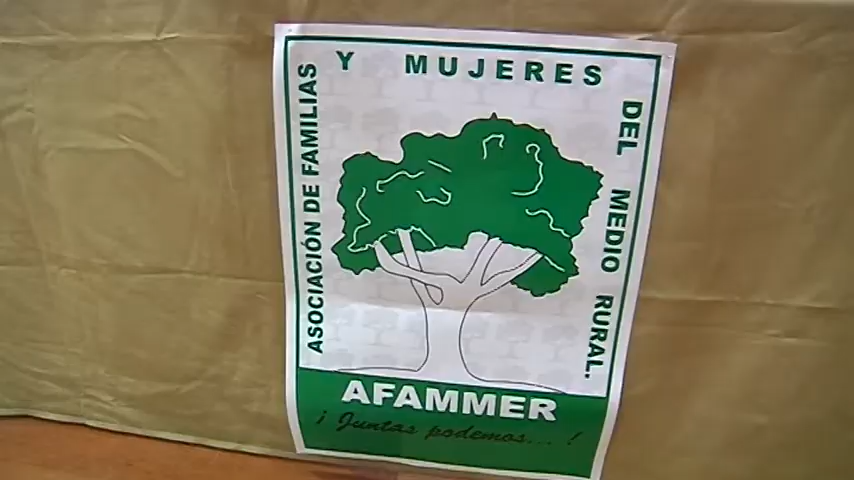 ASOCIACIÓN DE FAMILIAS
Y MUJERES
DEL MEDIO RURAL.
AFAMMER
¡ Juntas podemos... !